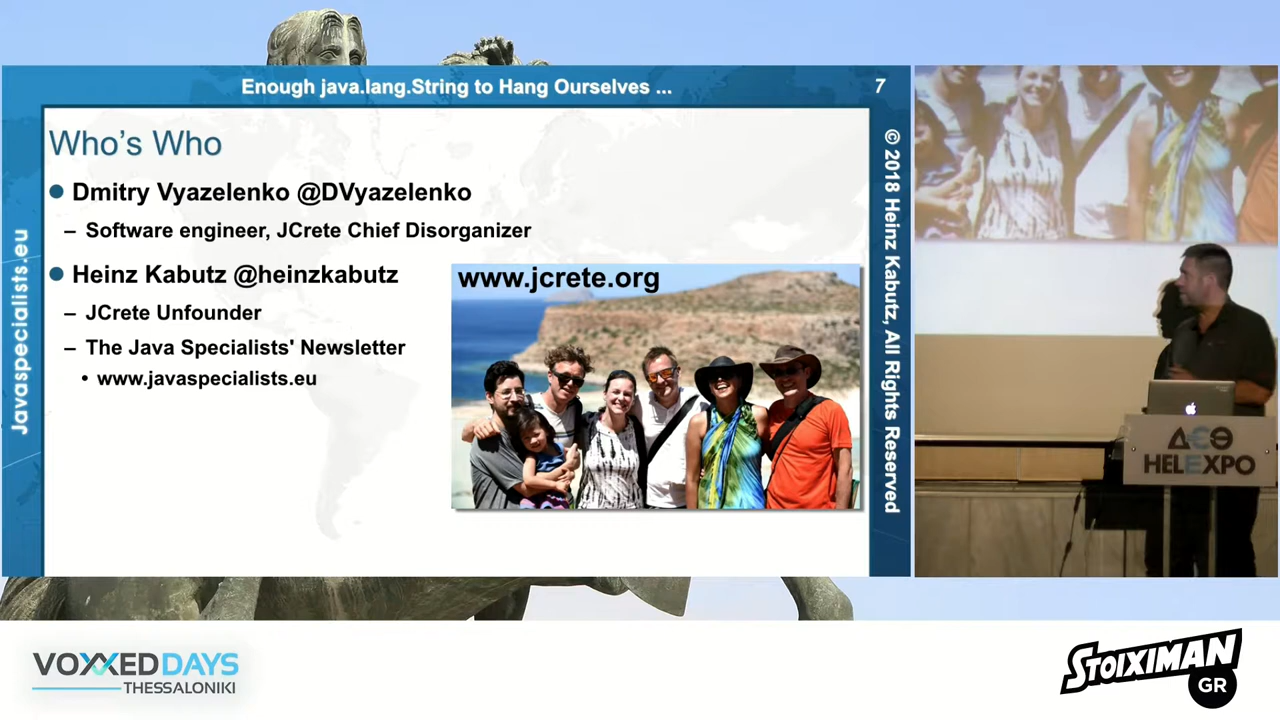 Enough java.lang.String to Hang Ourselves ...
7
Who's Who
● Dmitry Vyazelenko @DVyazelenko
– Software engineer, JCrete Chief Disorganizer
● Heinz Kabutz @heinzkabutz
– JCrete Unfounder
– The Java Specialists' Newsletter
• www.javaspecialists.eu
www.jcrete.org
Javaspecialists.eu
© 2018 Heinz Kabutz, All Rights Reserved
ΔЄΘ
HELEXPO
VOXXED DAYS
THESSALONIKI
STOIXIMAN
GR